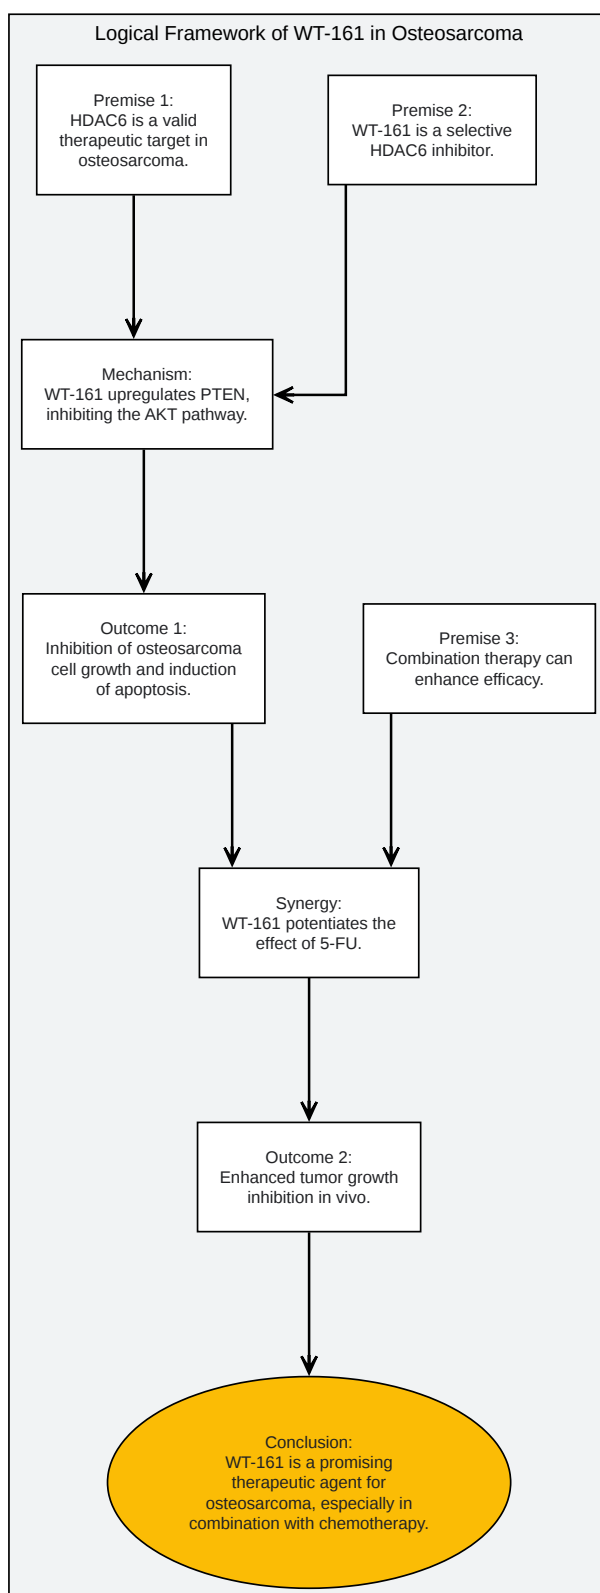 Logical Framework of WT-161 in Osteosarcoma
Premise 1:
HDAC6 is a valid
therapeutic target in
osteosarcoma.
Premise 2:
WT-161 is a selective
HDAC6 inhibitor.
Mechanism:
WT-161 upregulates PTEN,
inhibiting the AKT pathway.
Outcome 1:
Inhibition of osteosarcoma
cell growth and induction
of apoptosis.
Premise 3:
Combination therapy can
enhance efficacy.
Synergy:
WT-161 potentiates the
effect of 5-FU.
Outcome 2:
Enhanced tumor growth
inhibition in vivo.
Conclusion:
WT-161 is a promising
therapeutic agent for
osteosarcoma, especially in
combination with chemotherapy.